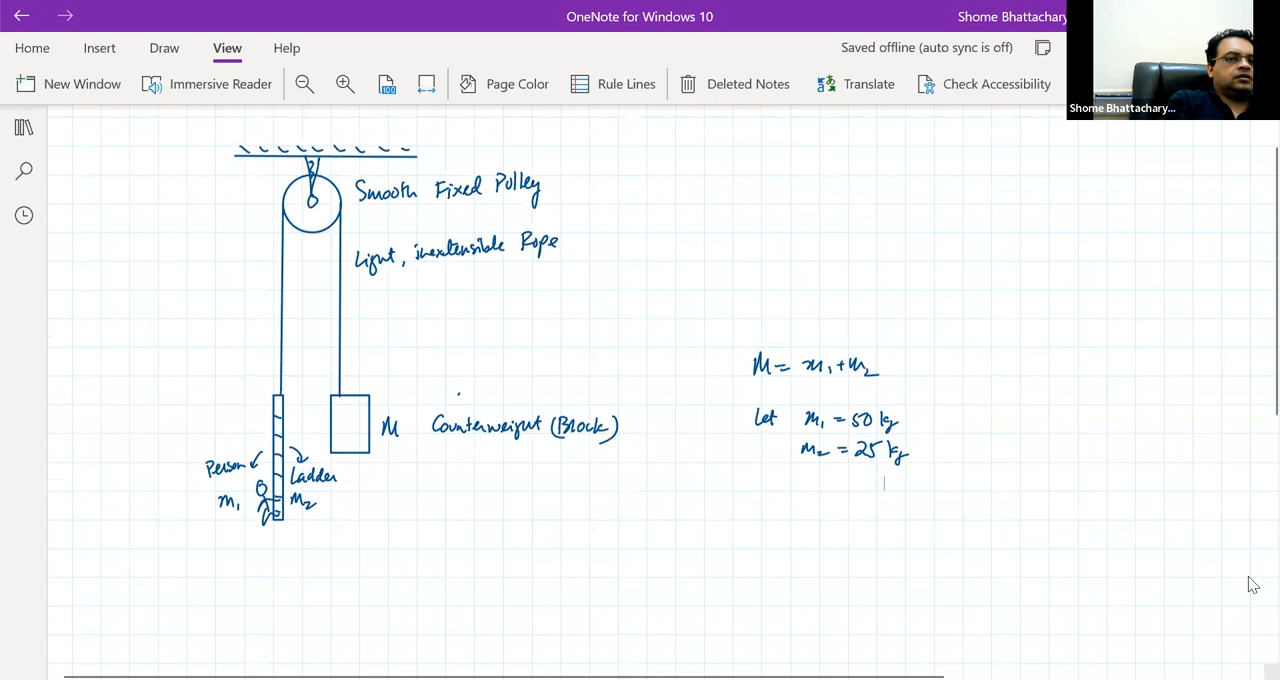 OneNote for Windows 10
Shome Bhattachary
Home Insert Draw View Help
Saved offline (auto sync is off)
New Window Immersive Reader 100 Page Color Rule Lines Deleted Notes Translate Check Accessibility
Shome Bhattachary...
Smooth Fixed Pulley
Light, inextensible Rope
M = m₁ + m₂
M Counterweight (Block)
Let m₁ = 50 kg
m₂ = 25 kg
Person
m₁
Ladder
m₂